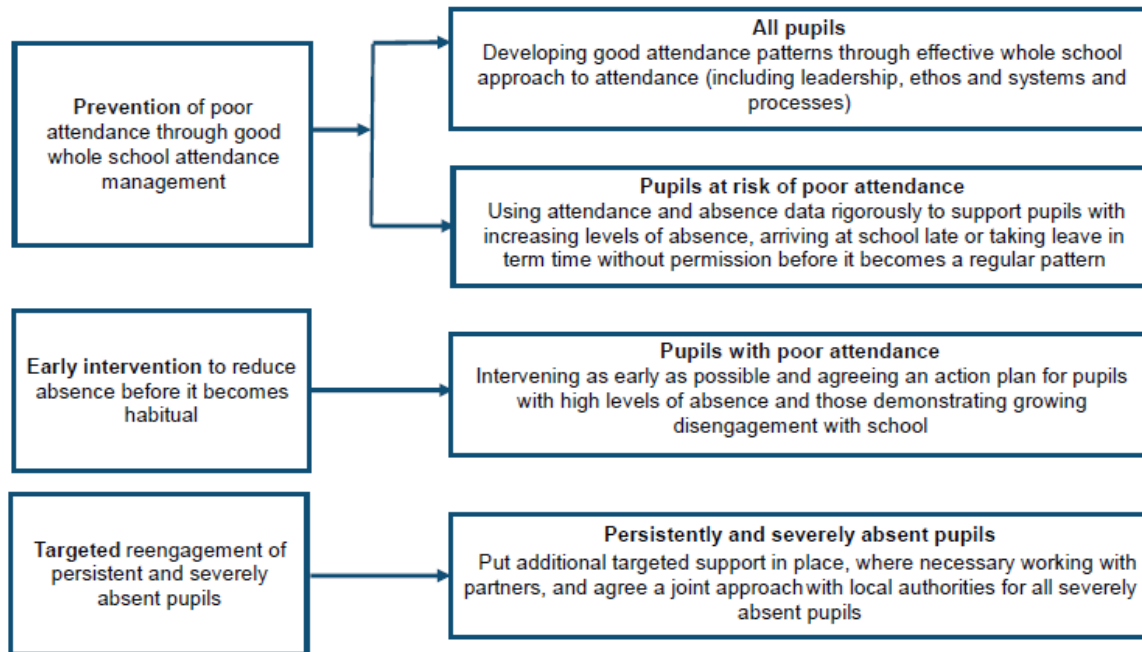 Prevention of poor
attendance through good
whole school attendance
management
All pupils
Developing good attendance patterns through effective whole school
approach to attendance (including leadership, ethos and systems and
processes)
Pupils at risk of poor attendance
Using attendance and absence data rigorously to support pupils with
increasing levels of absence, arriving at school late or taking leave in
term time without permission before it becomes a regular pattern
Early intervention to reduce
absence before it becomes
habitual
Pupils with poor attendance
Intervening as early as possible and agreeing an action plan for pupils
with high levels of absence and those demonstrating growing
disengagement with school
Targeted reengagement of
persistent and severely
absent pupils
Persistently and severely absent pupils
Put additional targeted support in place, where necessary working with
partners, and agree a joint approach with local authorities for all severely
absent pupils